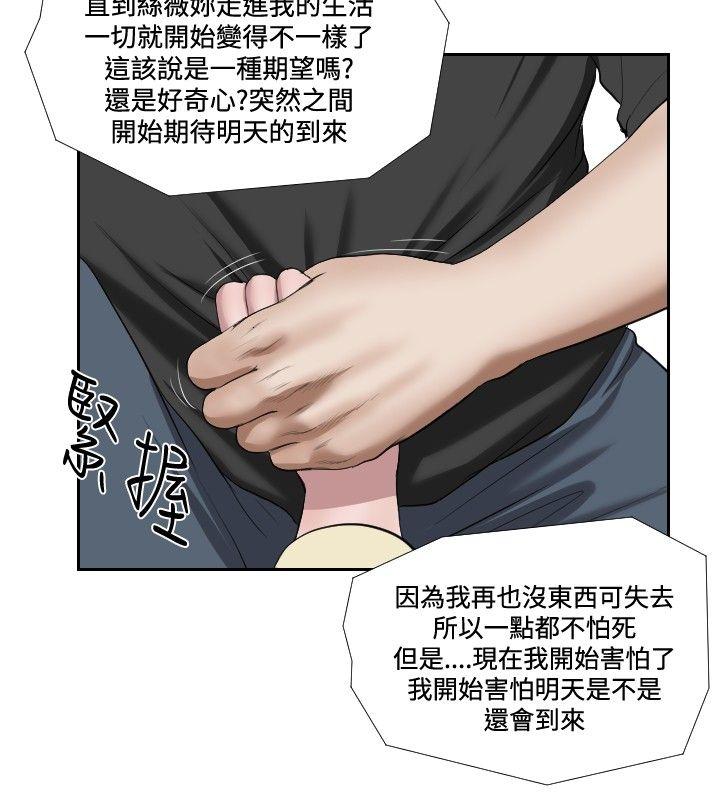 直到絲薇妳走進我的生活
一切就開始變得不一樣了
這該說是一種期望嗎?
還是好奇心?突然之間
開始期待明天的到來
緊握
因為我再也沒東西可失去
所以一點都不怕死
但是....現在我開始害怕了
我開始害怕明天是不是
還會到來